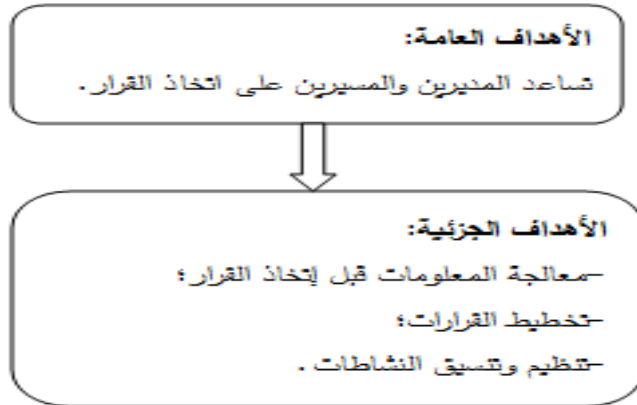 الأهداف العامة:
تساعد المديرين والمسيرين على اتخاذ القرار.
الأهداف الجزئية:
-معالجة المعلومات قبل إتخاذ القرار؛
-تخطيط القرارات؛
-تنظيم وتنسيق النشاطات.